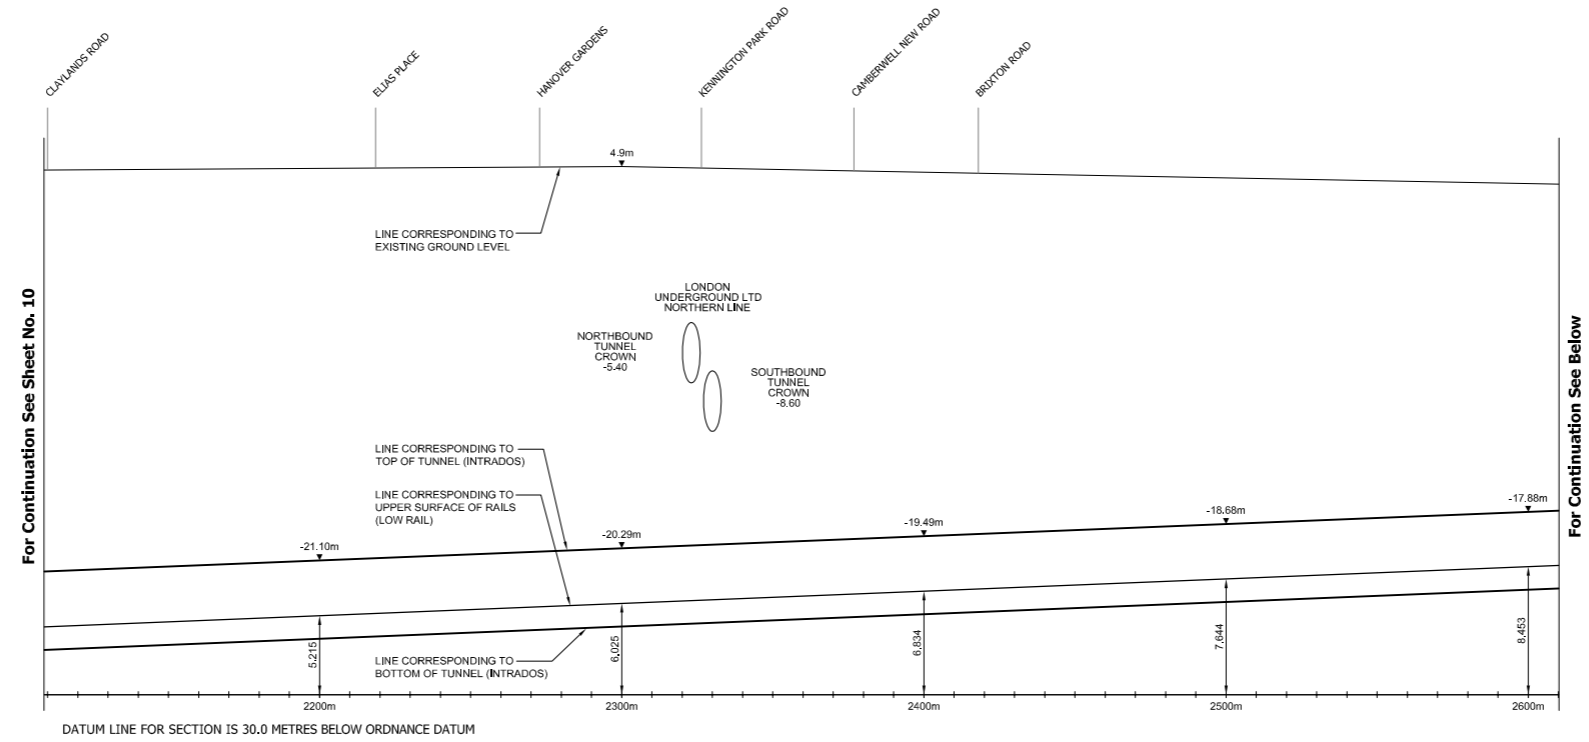 CLAYLANDS ROAD
ELIAS PLACE
HANOVER GARDENS
KENNINGTON PARK ROAD
CAMBERWELL NEW ROAD
BRIXTON ROAD
4.9m
LINE CORRESPONDING TO
EXISTING GROUND LEVEL
LONDON
UNDERGROUND LTD
NORTHERN LINE
NORTHBOUND
TUNNEL
CROWN
-5.40
SOUTHBOUND
TUNNEL
CROWN
-8.60
For Continuation See Sheet No. 10
For Continuation See Below
LINE CORRESPONDING TO
TOP OF TUNNEL (INTRADOS)
LINE CORRESPONDING TO
UPPER SURFACE OF RAILS
(LOW RAIL)
-21.10m
-20.29m
-19.49m
-18.68m
-17.88m
5.215
6.025
6.834
7.644
8.453
LINE CORRESPONDING TO
BOTTOM OF TUNNEL (INTRADOS)
2200m
2300m
2400m
2500m
2600m
DATUM LINE FOR SECTION IS 30.0 METRES BELOW ORDNANCE DATUM